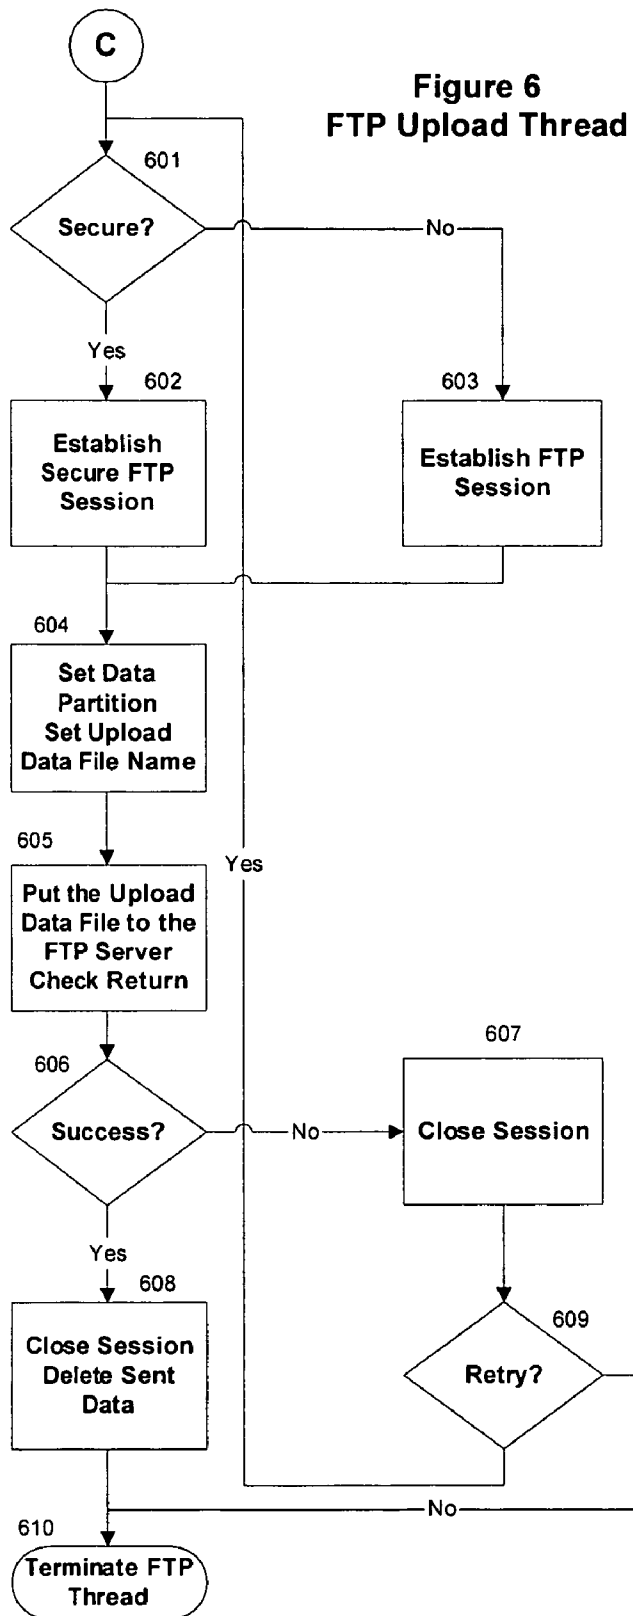 C
Figure 6
FTP Upload Thread
601
Secure?
No
Yes
602
603
Establish
Secure FTP
Session
Establish FTP
Session
604
Set Data
Partition
Set Upload
Data File Name
605
Yes
Put the Upload
Data File to the
FTP Server
Check Return
606
607
Success?
No
Close Session
Yes
608
609
Close Session
Delete Sent
Data
Retry?
No
610
Terminate FTP
Thread